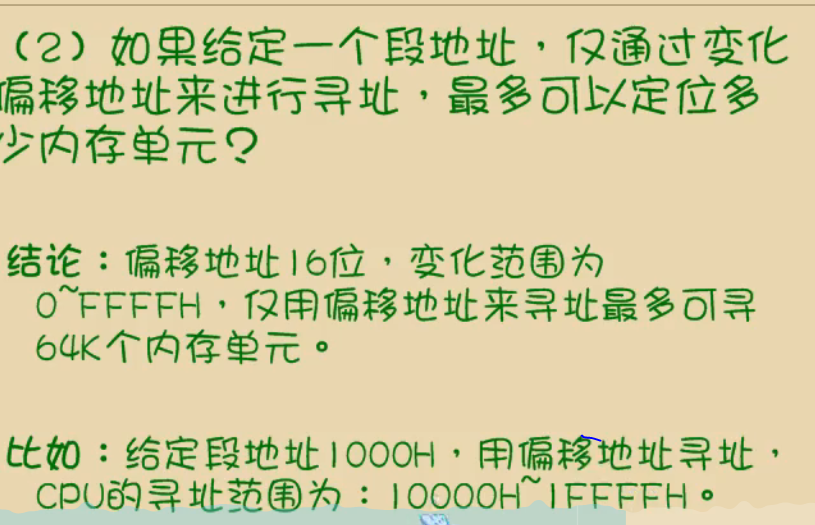 （2）如果给定一个段地址，仅通过变化
偏移地址来进行寻址，最多可以定位多
少内存单元？
结论：偏移地址16位，变化范围为
0~FFFFH，仅用偏移地址来寻址最多可寻
64K个内存单元。
比如：给定段地址1000H，用偏移地址寻址，
CPU的寻址范围为：10000H~1FFFFH。